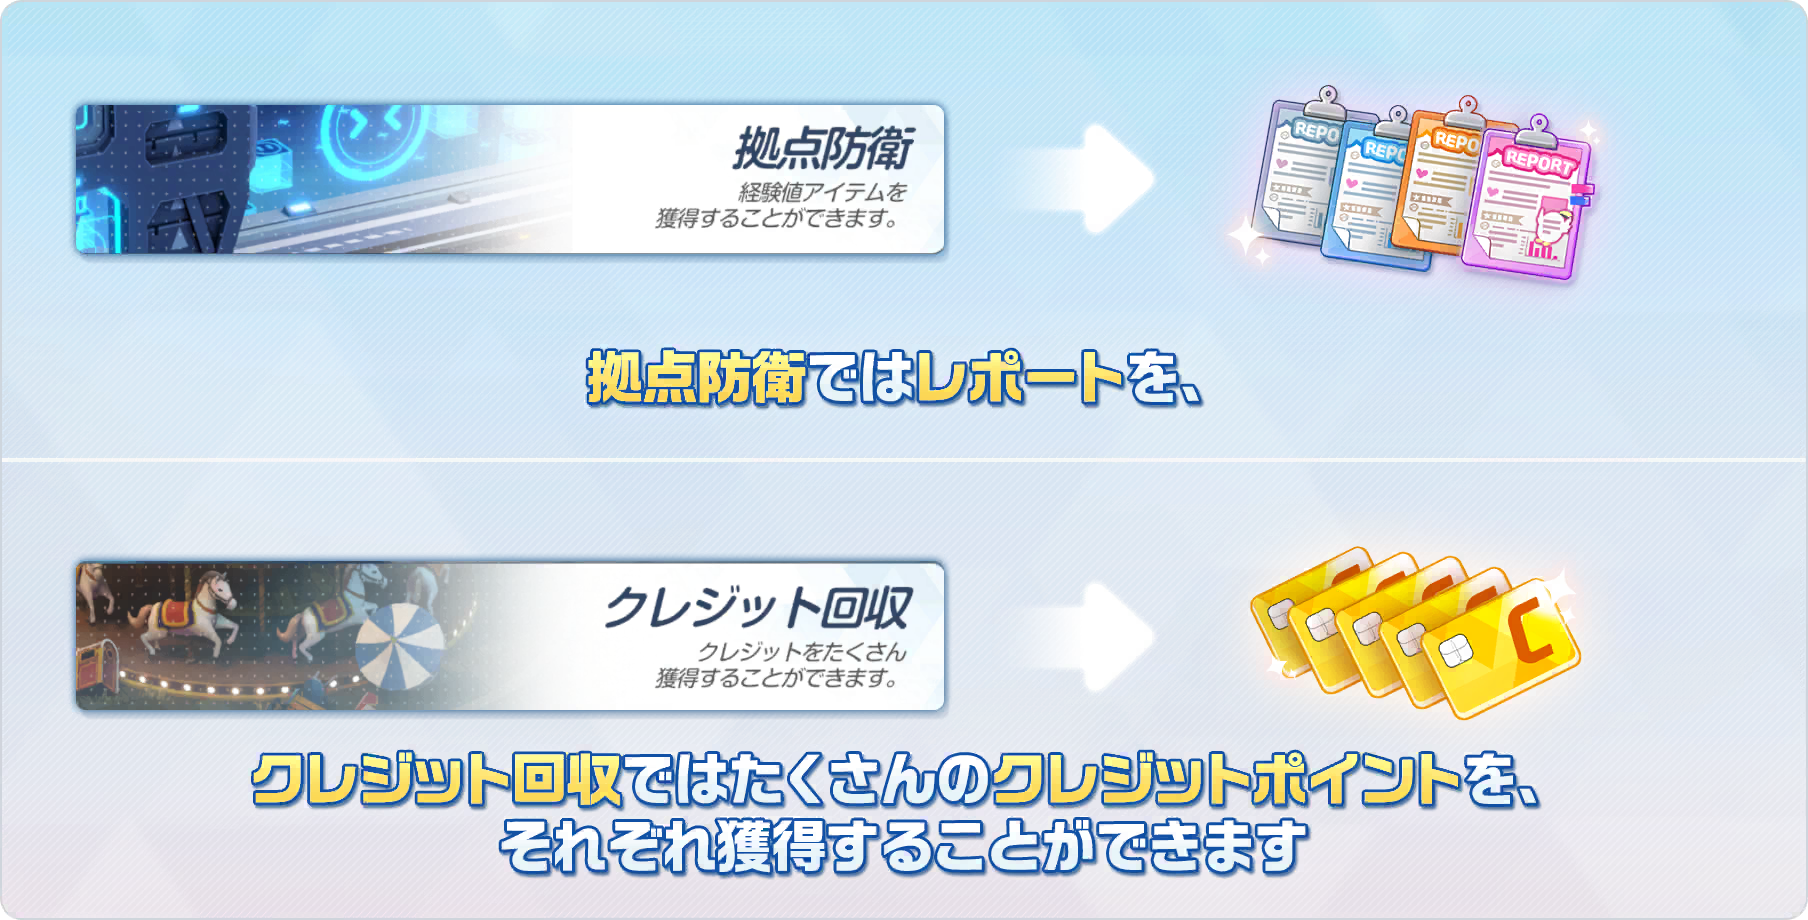 拠点防衛
経験値アイテムを
獲得することができます。
REPO
REPO
REPO
REPORT
拠点防衛ではレポートを、
クレジット回収
クレジットをたくさん
獲得することができます。
C
クレジット回収ではたくさんのクレジットポイントを、
それぞれ獲得することができます